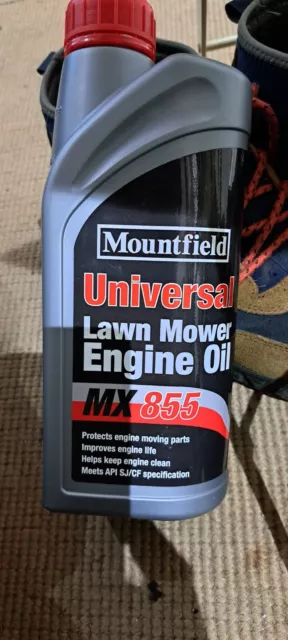 Mountfield
Universal
Lawn Mower
Engine Oil
MX 855
Protects engine moving parts
Improves engine life
Helps keep engine clean
Meets API SJ/CF specification